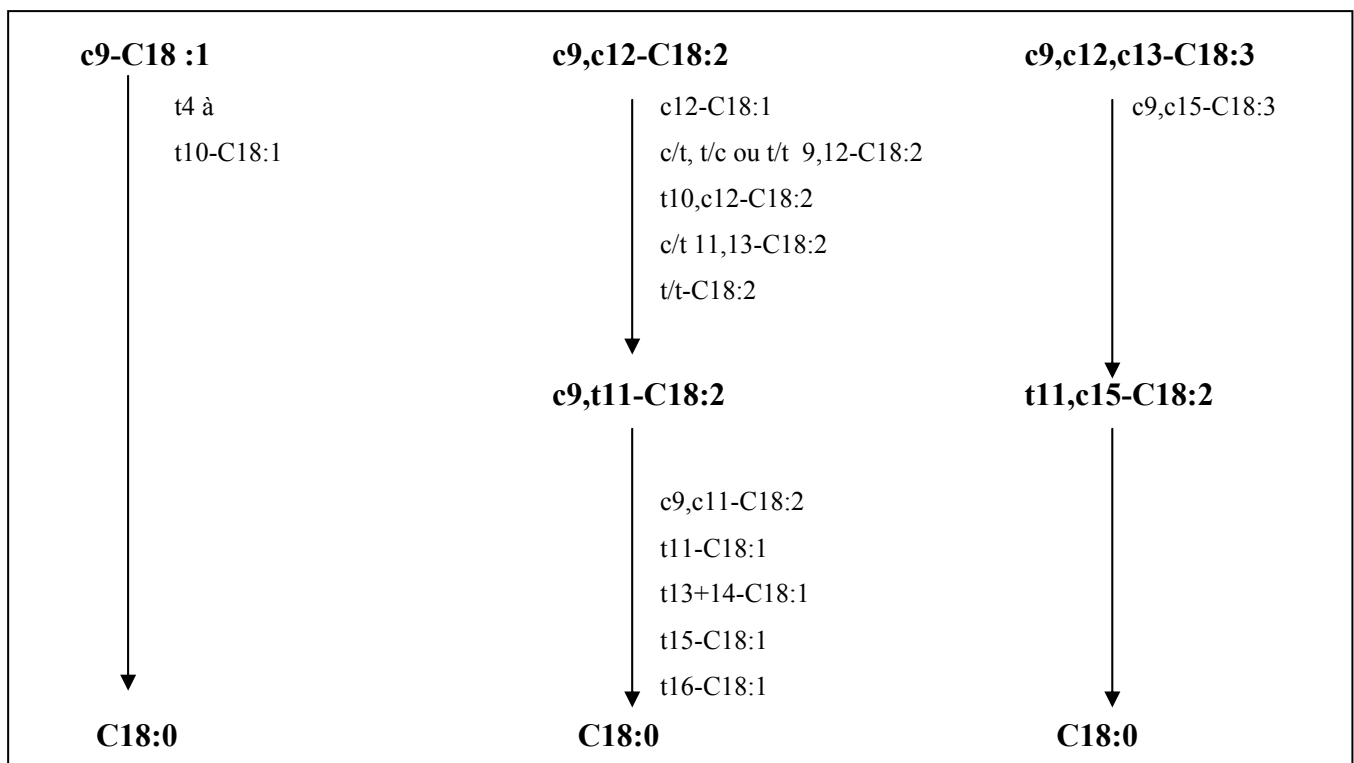 c9-C18 :1
t4 à
t10-C18:1
C18:0
c9,c12-C18:2
c12-C18:1
c/t, t/c ou t/t 9,12-C18:2
t10,c12-C18:2
c/t 11,13-C18:2
t/t-C18:2
c9,t11-C18:2
c9,c11-C18:2
t11-C18:1
t13+14-C18:1
t15-C18:1
t16-C18:1
C18:0
c9,c12,c13-C18:3
c9,c15-C18:3
t11,c15-C18:2
C18:0